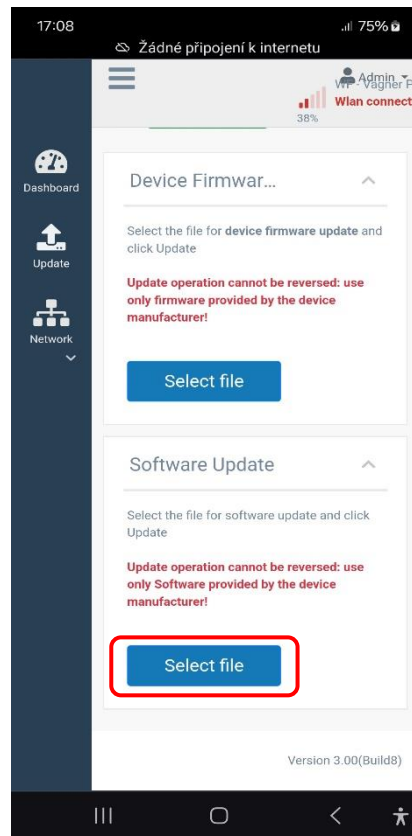 17:08
75%
Žádné připojení k internetu
Admin
WP - Vagner P
Wlan connect
38%
Dashboard
Update
Network
Device Firmwar...
Select the file for device firmware update and
click Update
Update operation cannot be reversed: use
only firmware provided by the device
manufacturer!
Select file
Software Update
Select the file for software update and click
Update
Update operation cannot be reversed: use
only Software provided by the device
manufacturer!
Select file
Version 3.00(Build8)